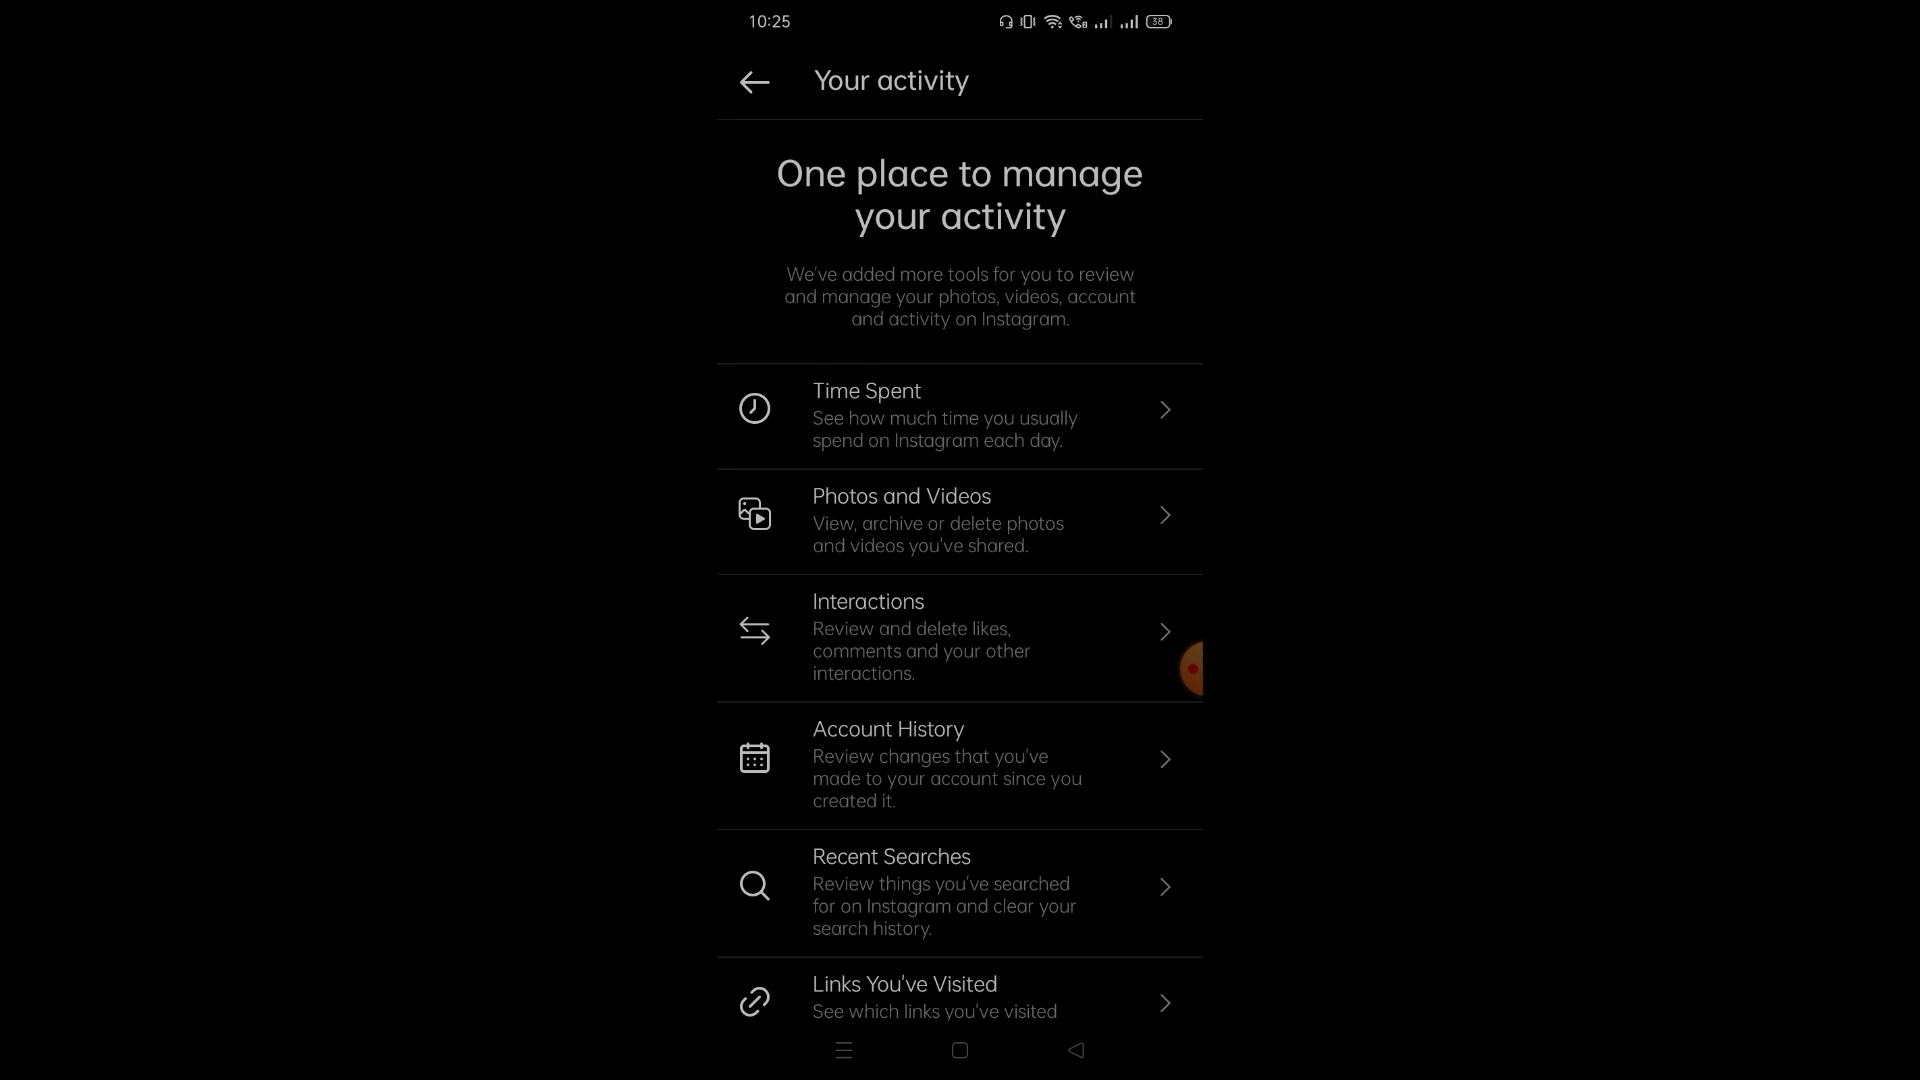 10:25
38
Your activity
One place to manage
your activity
We've added more tools for you to review
and manage your photos, videos, account
and activity on Instagram.
Time Spent
See how much time you usually
spend on Instagram each day.
Photos and Videos
View, archive or delete photos
and videos you've shared.
Interactions
Review and delete likes,
comments and your other
interactions.
Account History
Review changes that you've
made to your account since you
created it.
Recent Searches
Review things you've searched
for on Instagram and clear your
search history.
Links You've Visited
See which links you've visited